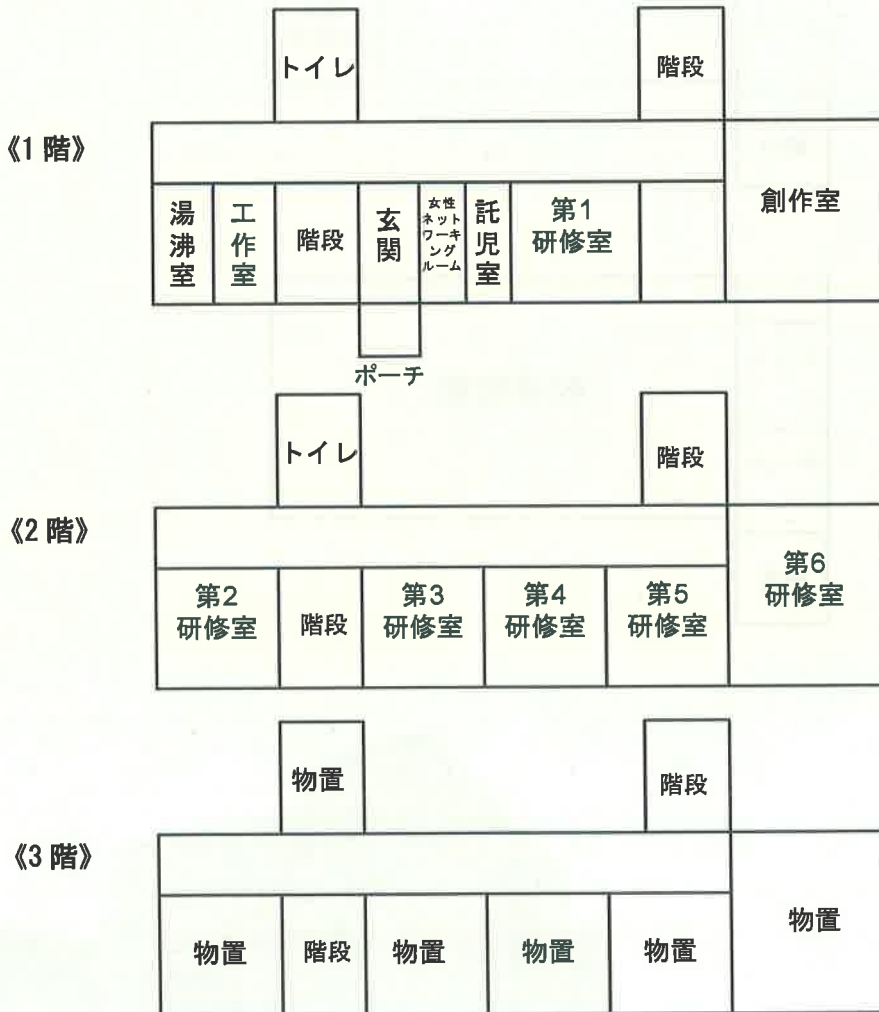 トイレ
階段
《1階》
湯沸室
工作室
階段
玄関
女性
ネット
ワーキ
ング
ルーム
託児室
第1
研修室
創作室
ポーチ
トイレ
階段
《2階》
第2
研修室
階段
第3
研修室
第4
研修室
第5
研修室
第6
研修室
物置
階段
《3階》
物置
階段
物置
物置
物置
物置